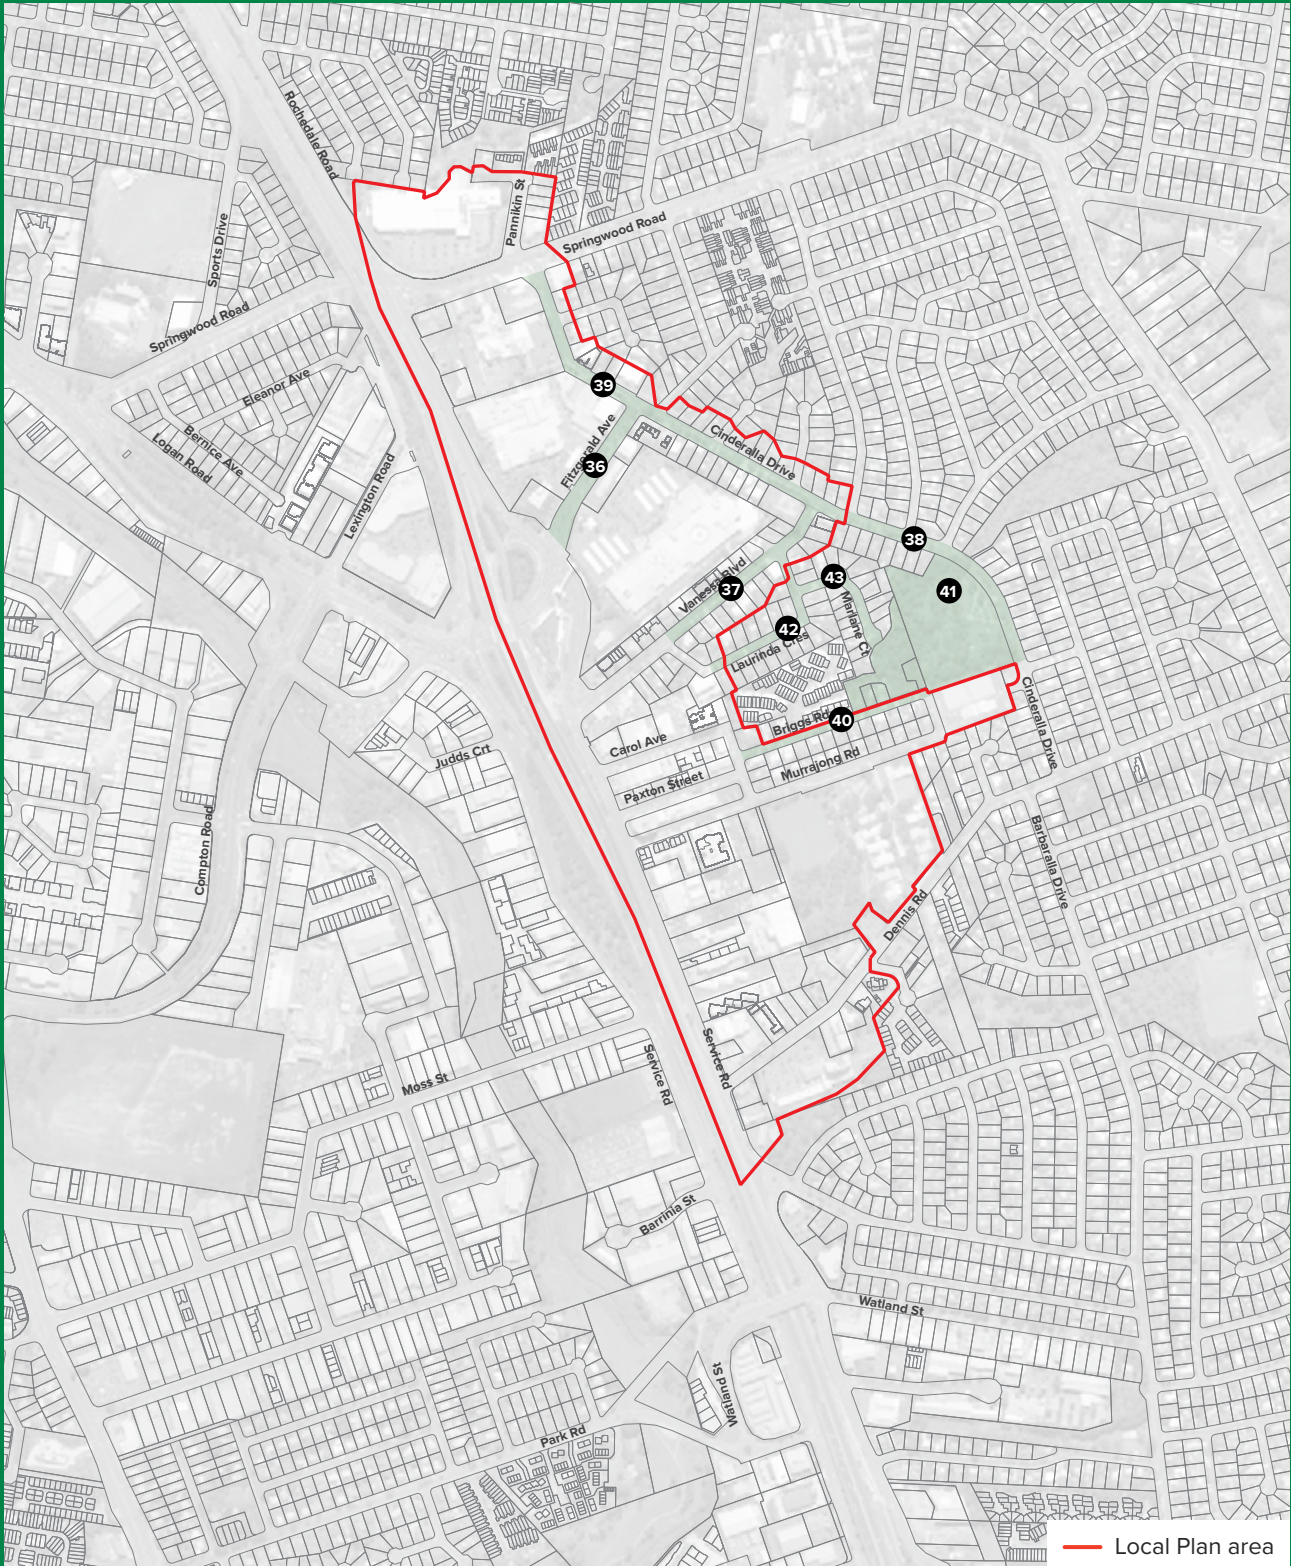 Rochedale Road
Pannikin St
Springwood Road
Sports Drive
Springwood Road
Eleanor Ave
39
Cinderalla Drive
Fitzgerald Ave
36
Bernice Ave
Logan Road
Lexington Road
38
Vanessa Blvd
37
43
41
Marlane Ct
42
Laurinda Cres
Cinderalla Drive
Briggs Rd
40
Carol Ave
Judds Crt
Murrajong Rd
Paxton Street
Compton Road
Barbaralla Drive
Dennis Rd
Service Rd
Service Rd
Moss St
Barrinia St
Watland St
Watland St
Park Rd
Local Plan area